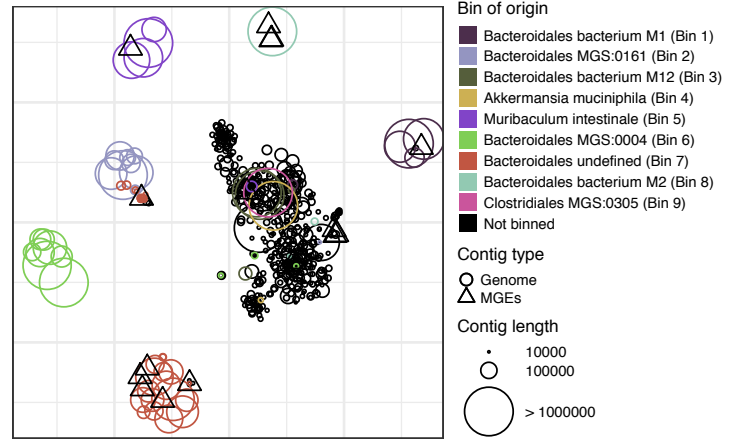 Bin of origin
Bacteroidales bacterium M1 (Bin 1)
Bacteroidales MGS:0161 (Bin 2)
Bacteroidales bacterium M12 (Bin 3)
Akkermansia muciniphila (Bin 4)
Muribaculum intestinale (Bin 5)
Bacteroidales MGS:0004 (Bin 6)
Bacteroidales undefined (Bin 7)
Bacteroidales bacterium M2 (Bin 8)
Clostridiales MGS:0305 (Bin 9)
Not binned
Contig type
Genome
MGEs
Contig length
10000
100000
> 1000000